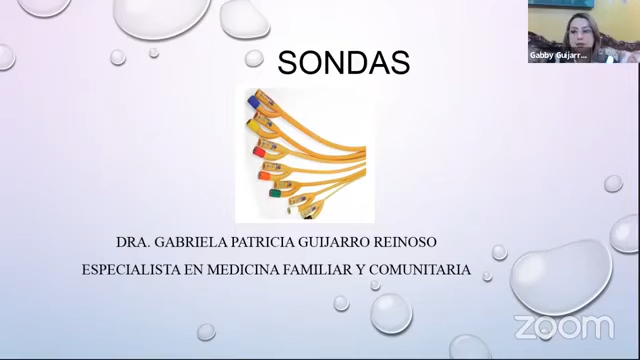 SONDAS
Gabby Guijarr...
DRA. GABRIELA PATRICIA GUIJARRO REINOSO
ESPECIALISTA EN MEDICINA FAMILIAR Y COMUNITARIA
zoom